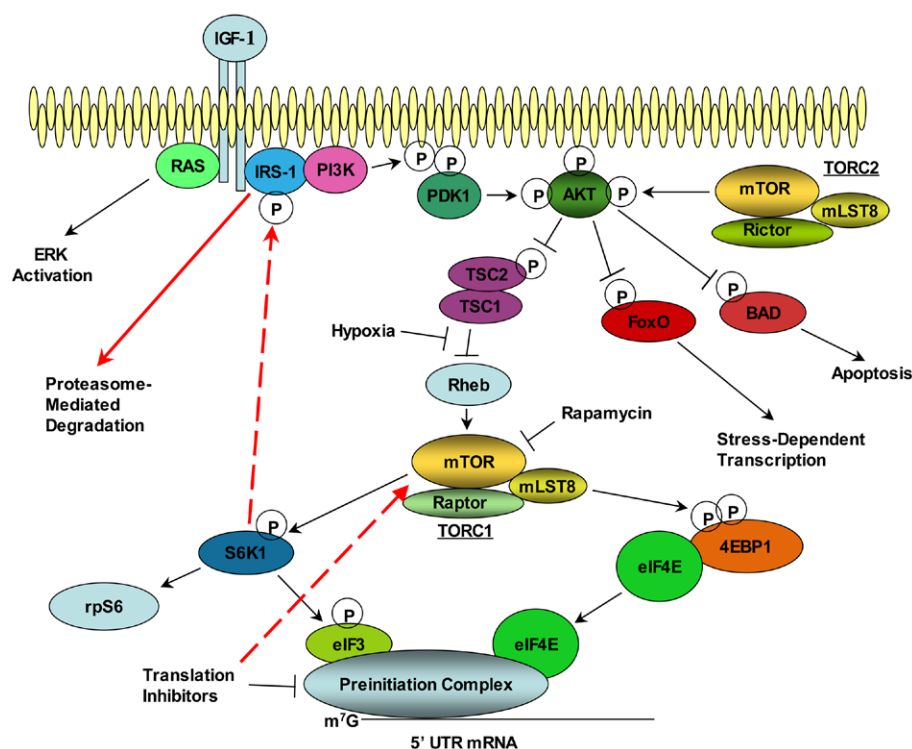 IGF-1
RAS
IRS-1
PI3K
P
P
P
PDK1
P
P
AKT
P
TORC2
mTOR
mLST8
Rictor
P
ERK
Activation
TSC2
P
TSC1
P
FoxO
P
BAD
Hypoxia
Apoptosis
Proteasome-
Mediated
Degradation
Rheb
Rapamycin
Stress-Dependent
Transcription
mTOR
mLST8
Raptor
TORC1
P
S6K1
P
P
4EBP1
eIF4E
rpS6
P
eIF3
eIF4E
Translation
Inhibitors
Preinitiation Complex
m⁷G
5’ UTR mRNA